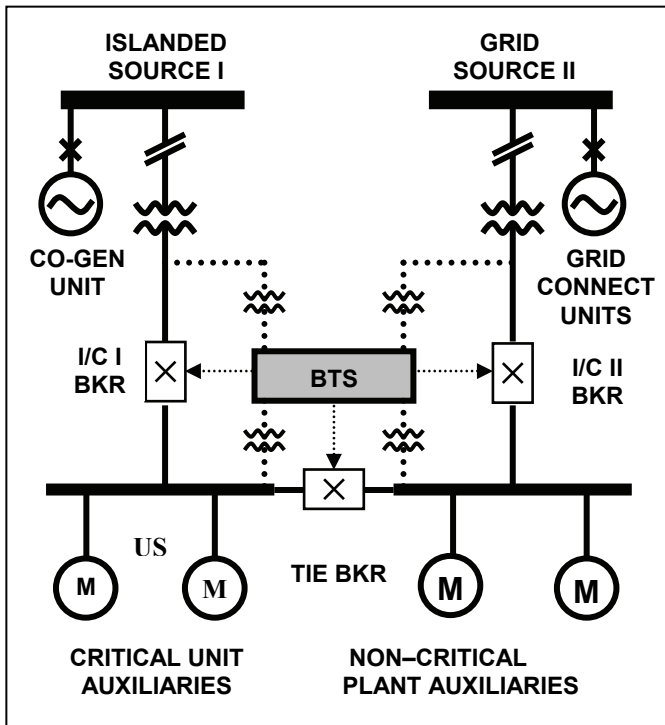 ISLANDED
SOURCE I
GRID
SOURCE II
CO-GEN
UNIT
GRID
CONNECT
UNITS
I/C I
BKR
BTS
I/C II
BKR
US
TIE BKR
M
M
M
M
CRITICAL UNIT
AUXILIARIES
NON–CRITICAL
PLANT AUXILIARIES